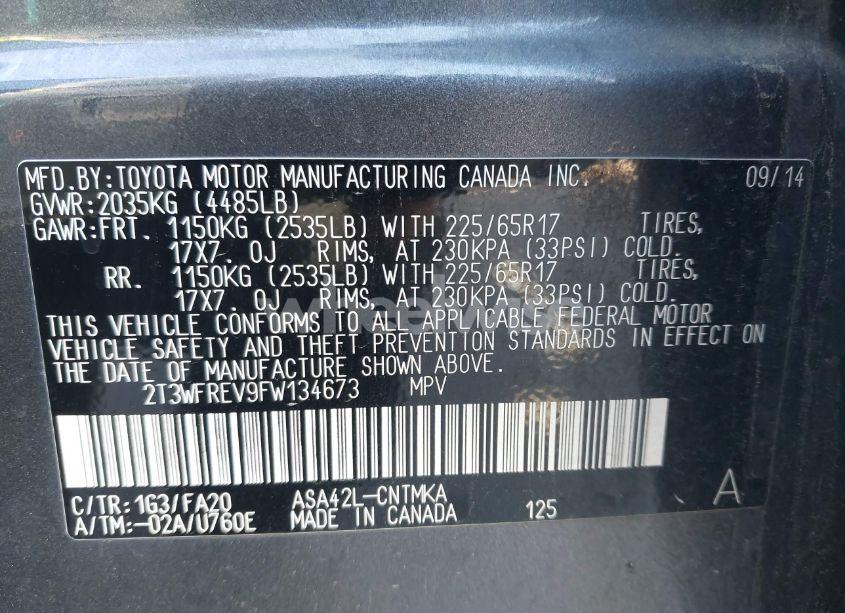 MFD.BY:TOYOTA MOTOR MANUFACTURING CANADA INC. 09/14
GVWR:2035KG (4485LB)
GAWR:FRT. 1150KG (2535LB) WITH 225/65R17 TIRES,
17X7. 0J RIMS, AT 230KPA (33PSI) COLD.
RR. 1150KG (2535LB) WITH 225/65R17 TIRES,
17X7. 0J RIMS, AT 230KPA (33PSI) COLD.
THIS VEHICLE CONFORMS TO ALL APPLICABLE FEDERAL MOTOR
VEHICLE SAFETY AND THEFT PREVENTION STANDARDS IN EFFECT ON
THE DATE OF MANUFACTURE SHOWN ABOVE.
2T3WFREV9FW134673 MPV
C/TR:1G3/FA20 ASA42L-CNTMKA
A/TM:-02A/U760E MADE IN CANADA 125 A